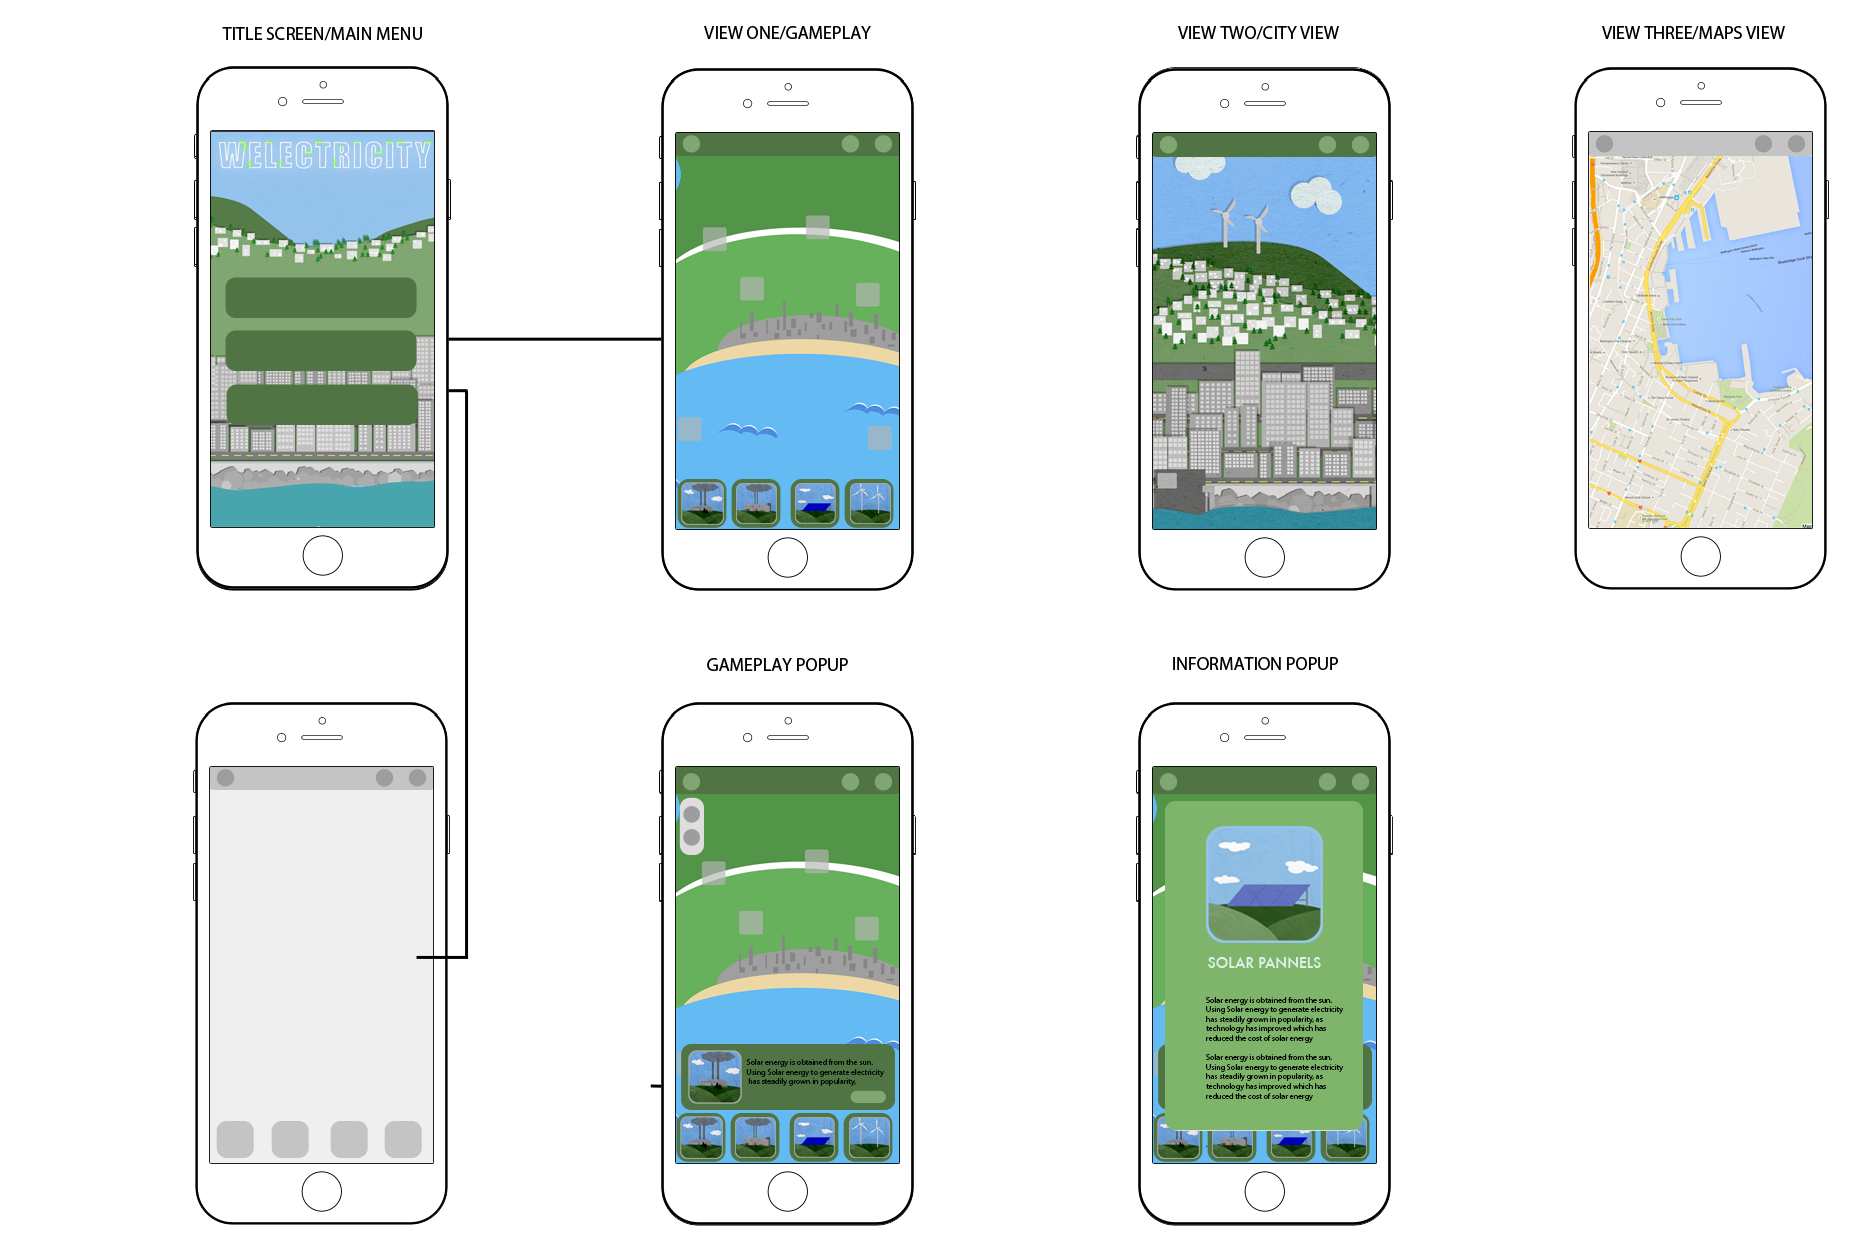 TITLE SCREEN/MAIN MENU
VIEW ONE/GAMEPLAY
VIEW TWO/CITY VIEW
VIEW THREE/MAPS VIEW
WELECTRICITY
GAMEPLAY POPUP
INFORMATION POPUP
Solar energy is obtained from the sun.
Using Solar energy to generate electricity
has steadily grown in popularity,
SOLAR PANNELS
Solar energy is obtained from the sun.
Using Solar energy to generate electricity
has steadily grown in popularity, as
technology has improved which has
reduced the cost of solar energy
Solar energy is obtained from the sun.
Using Solar energy to generate electricity
has steadily grown in popularity, as
technology has improved which has
reduced the cost of solar energy